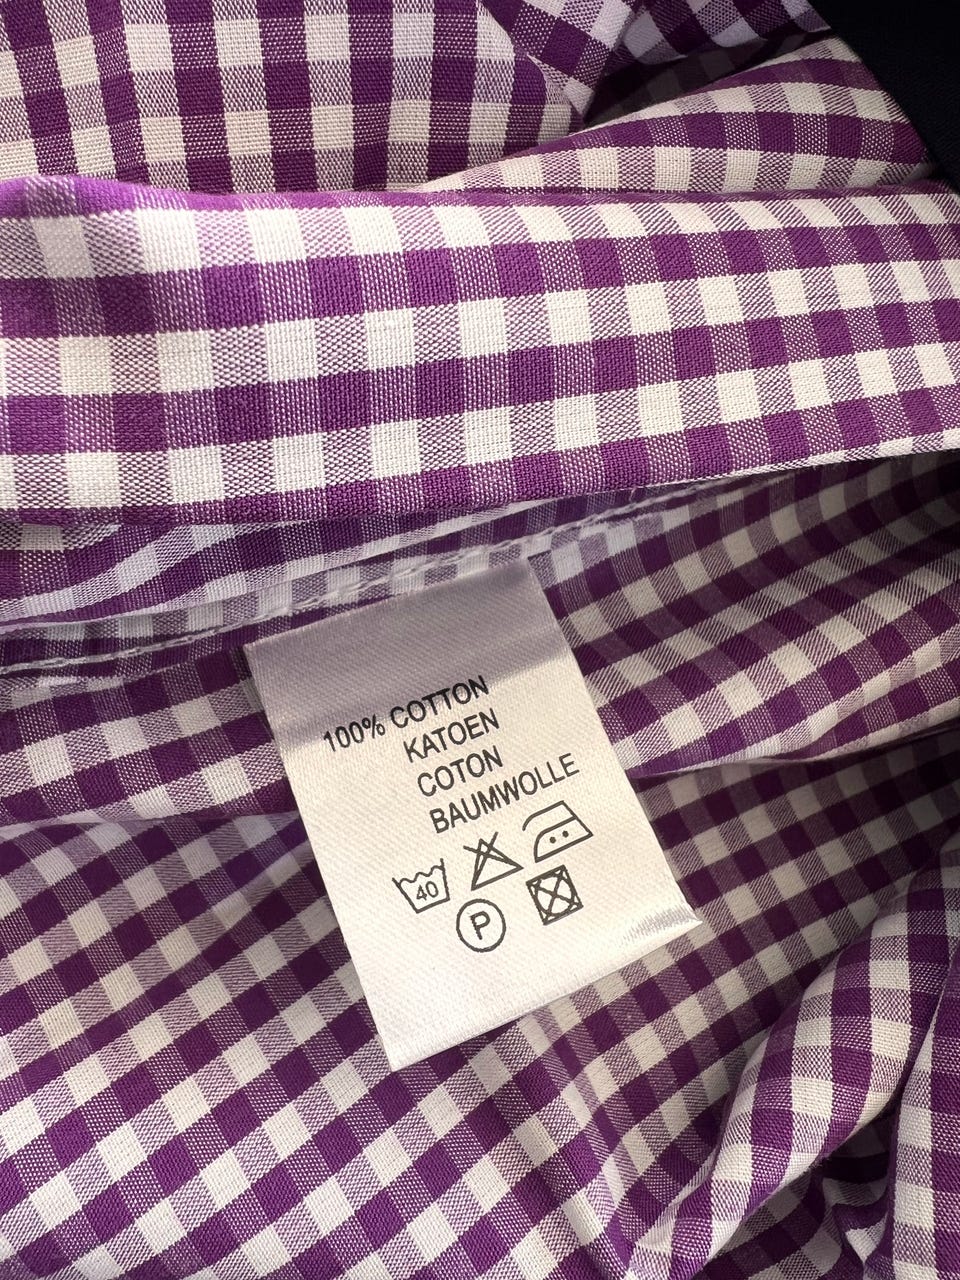 100% COTTON
KATOEN
COTON
BAUMWOLLE
40
P